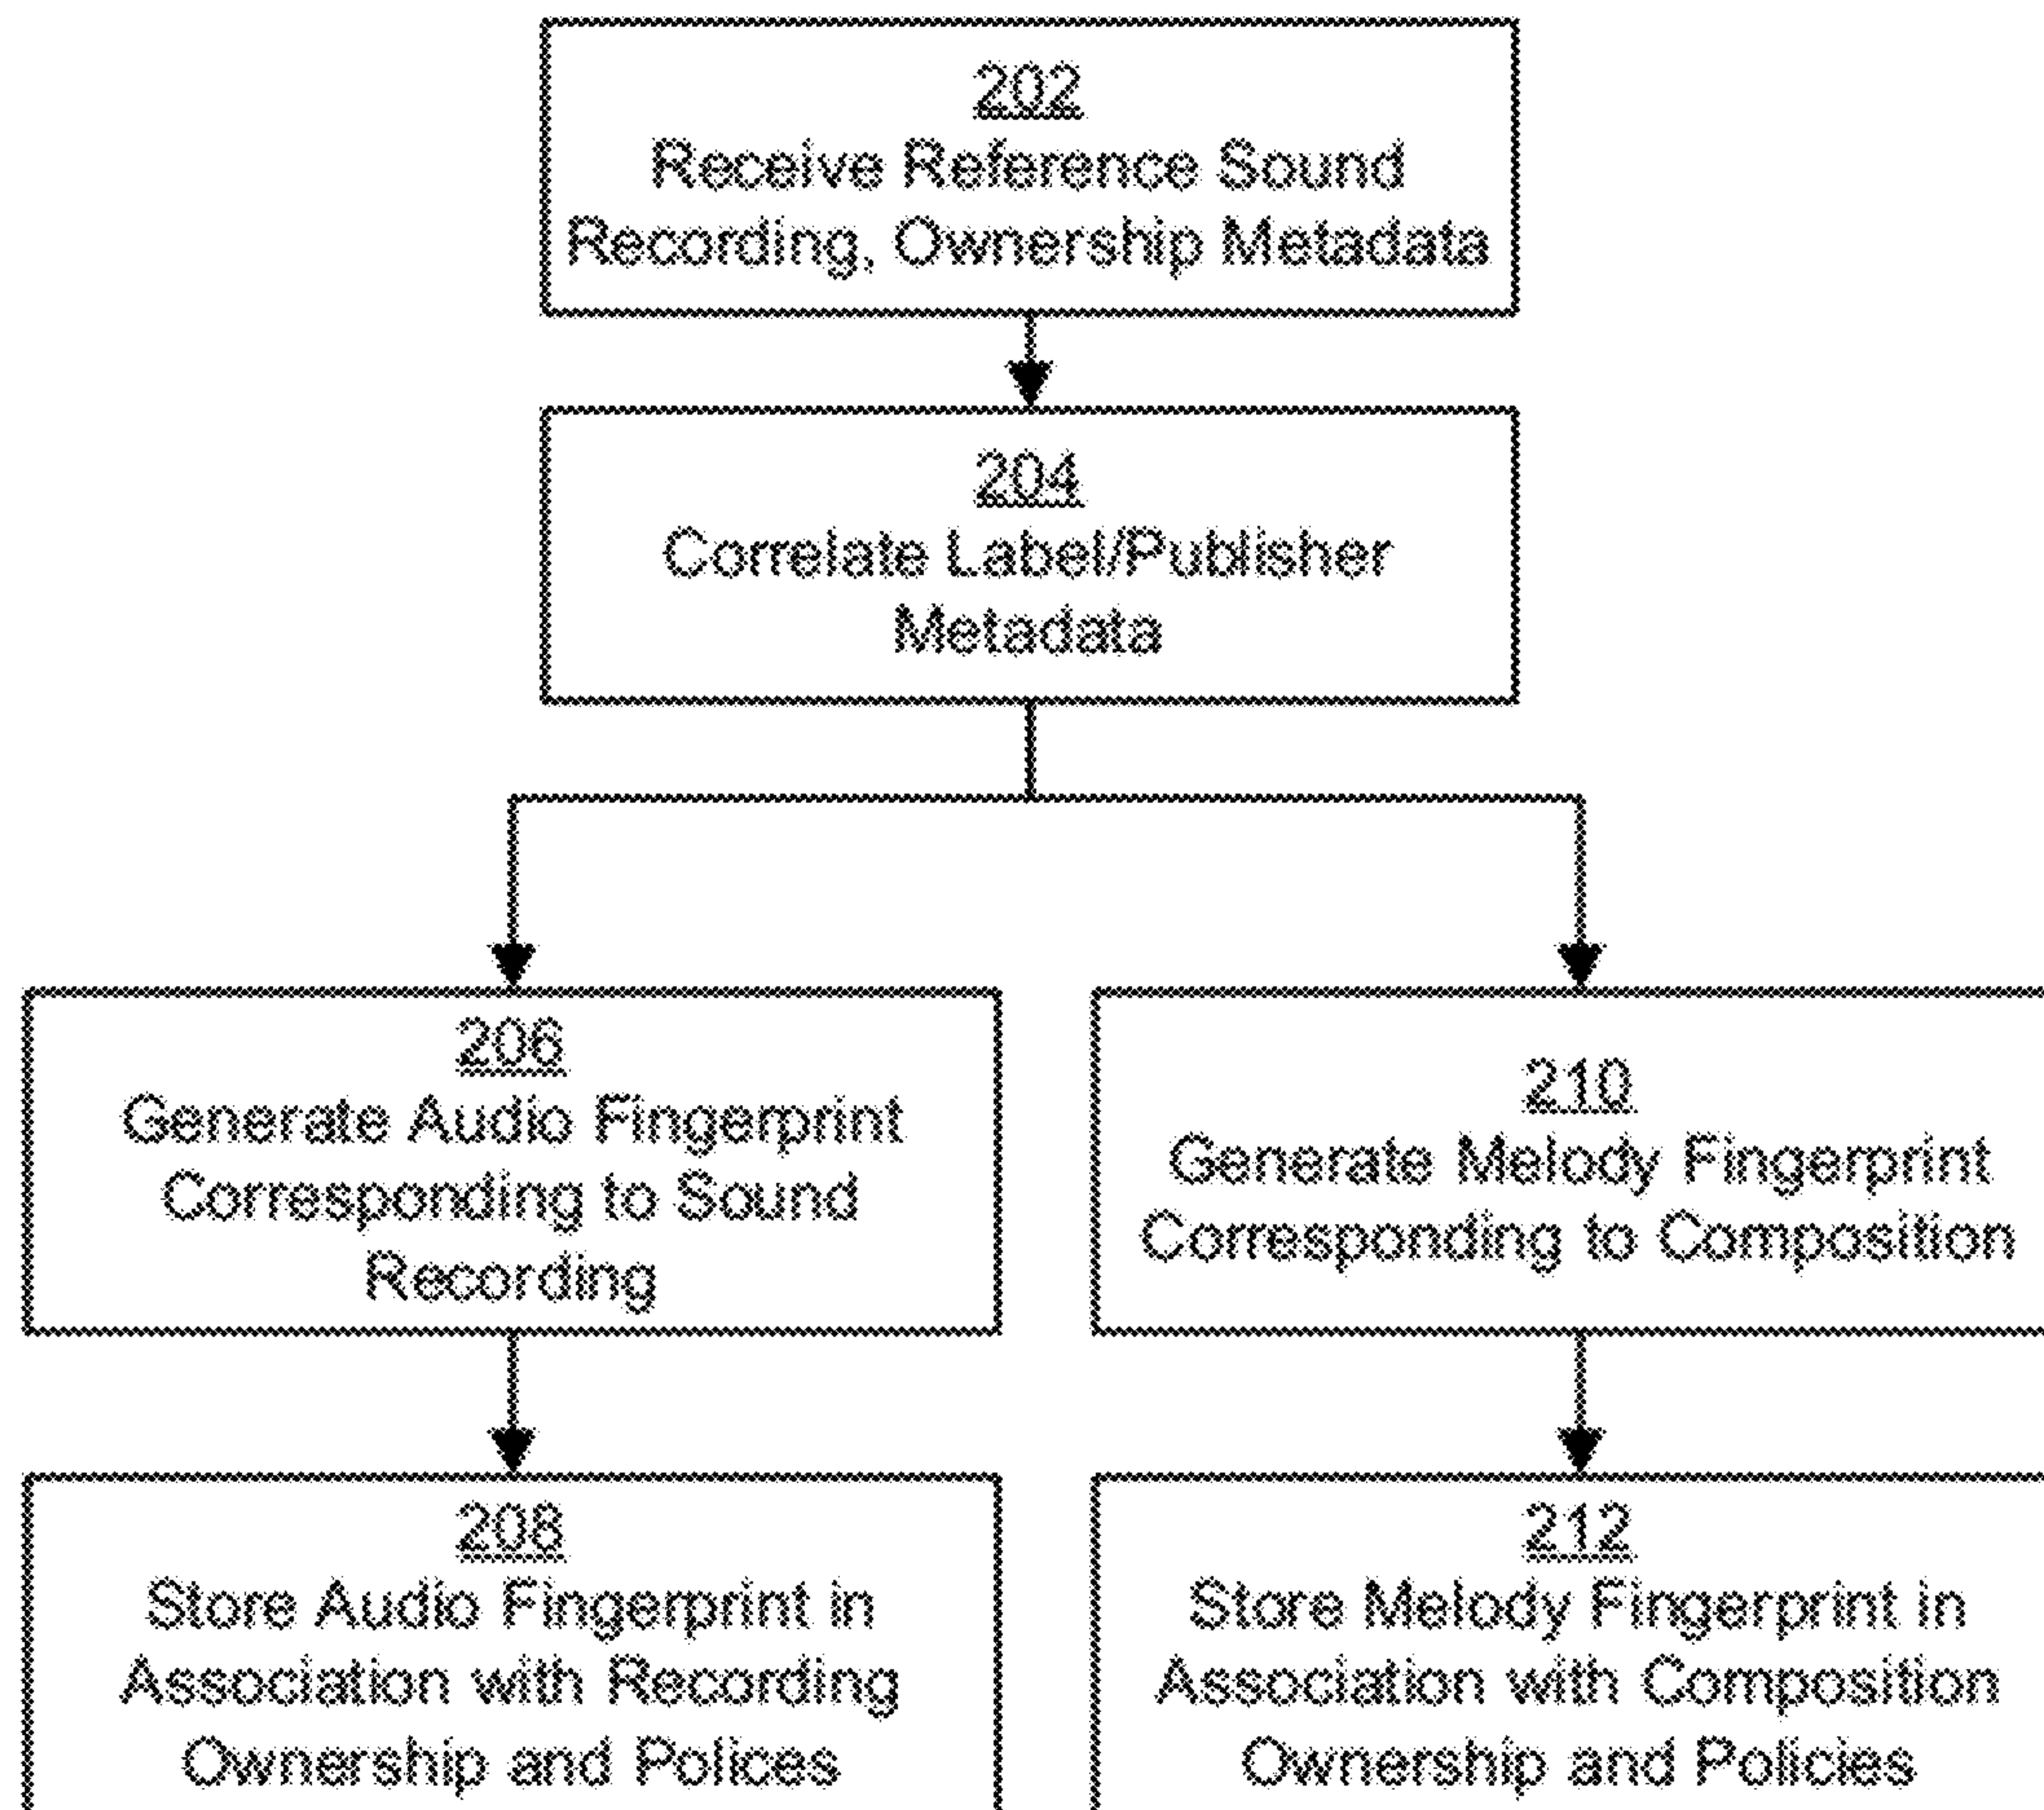 202
Receive Reference Sound
Recording, Ownership Metadata
204
Correlate Label/Publisher
Metadata
206
Generate Audio Fingerprint
Corresponding to Sound
Recording
210
Generate Melody Fingerprint
Corresponding to Composition
208
Store Audio Fingerprint in
Association with Recording
Ownership and Polices
212
Store Melody Fingerprint in
Association with Composition
Ownership and Policies